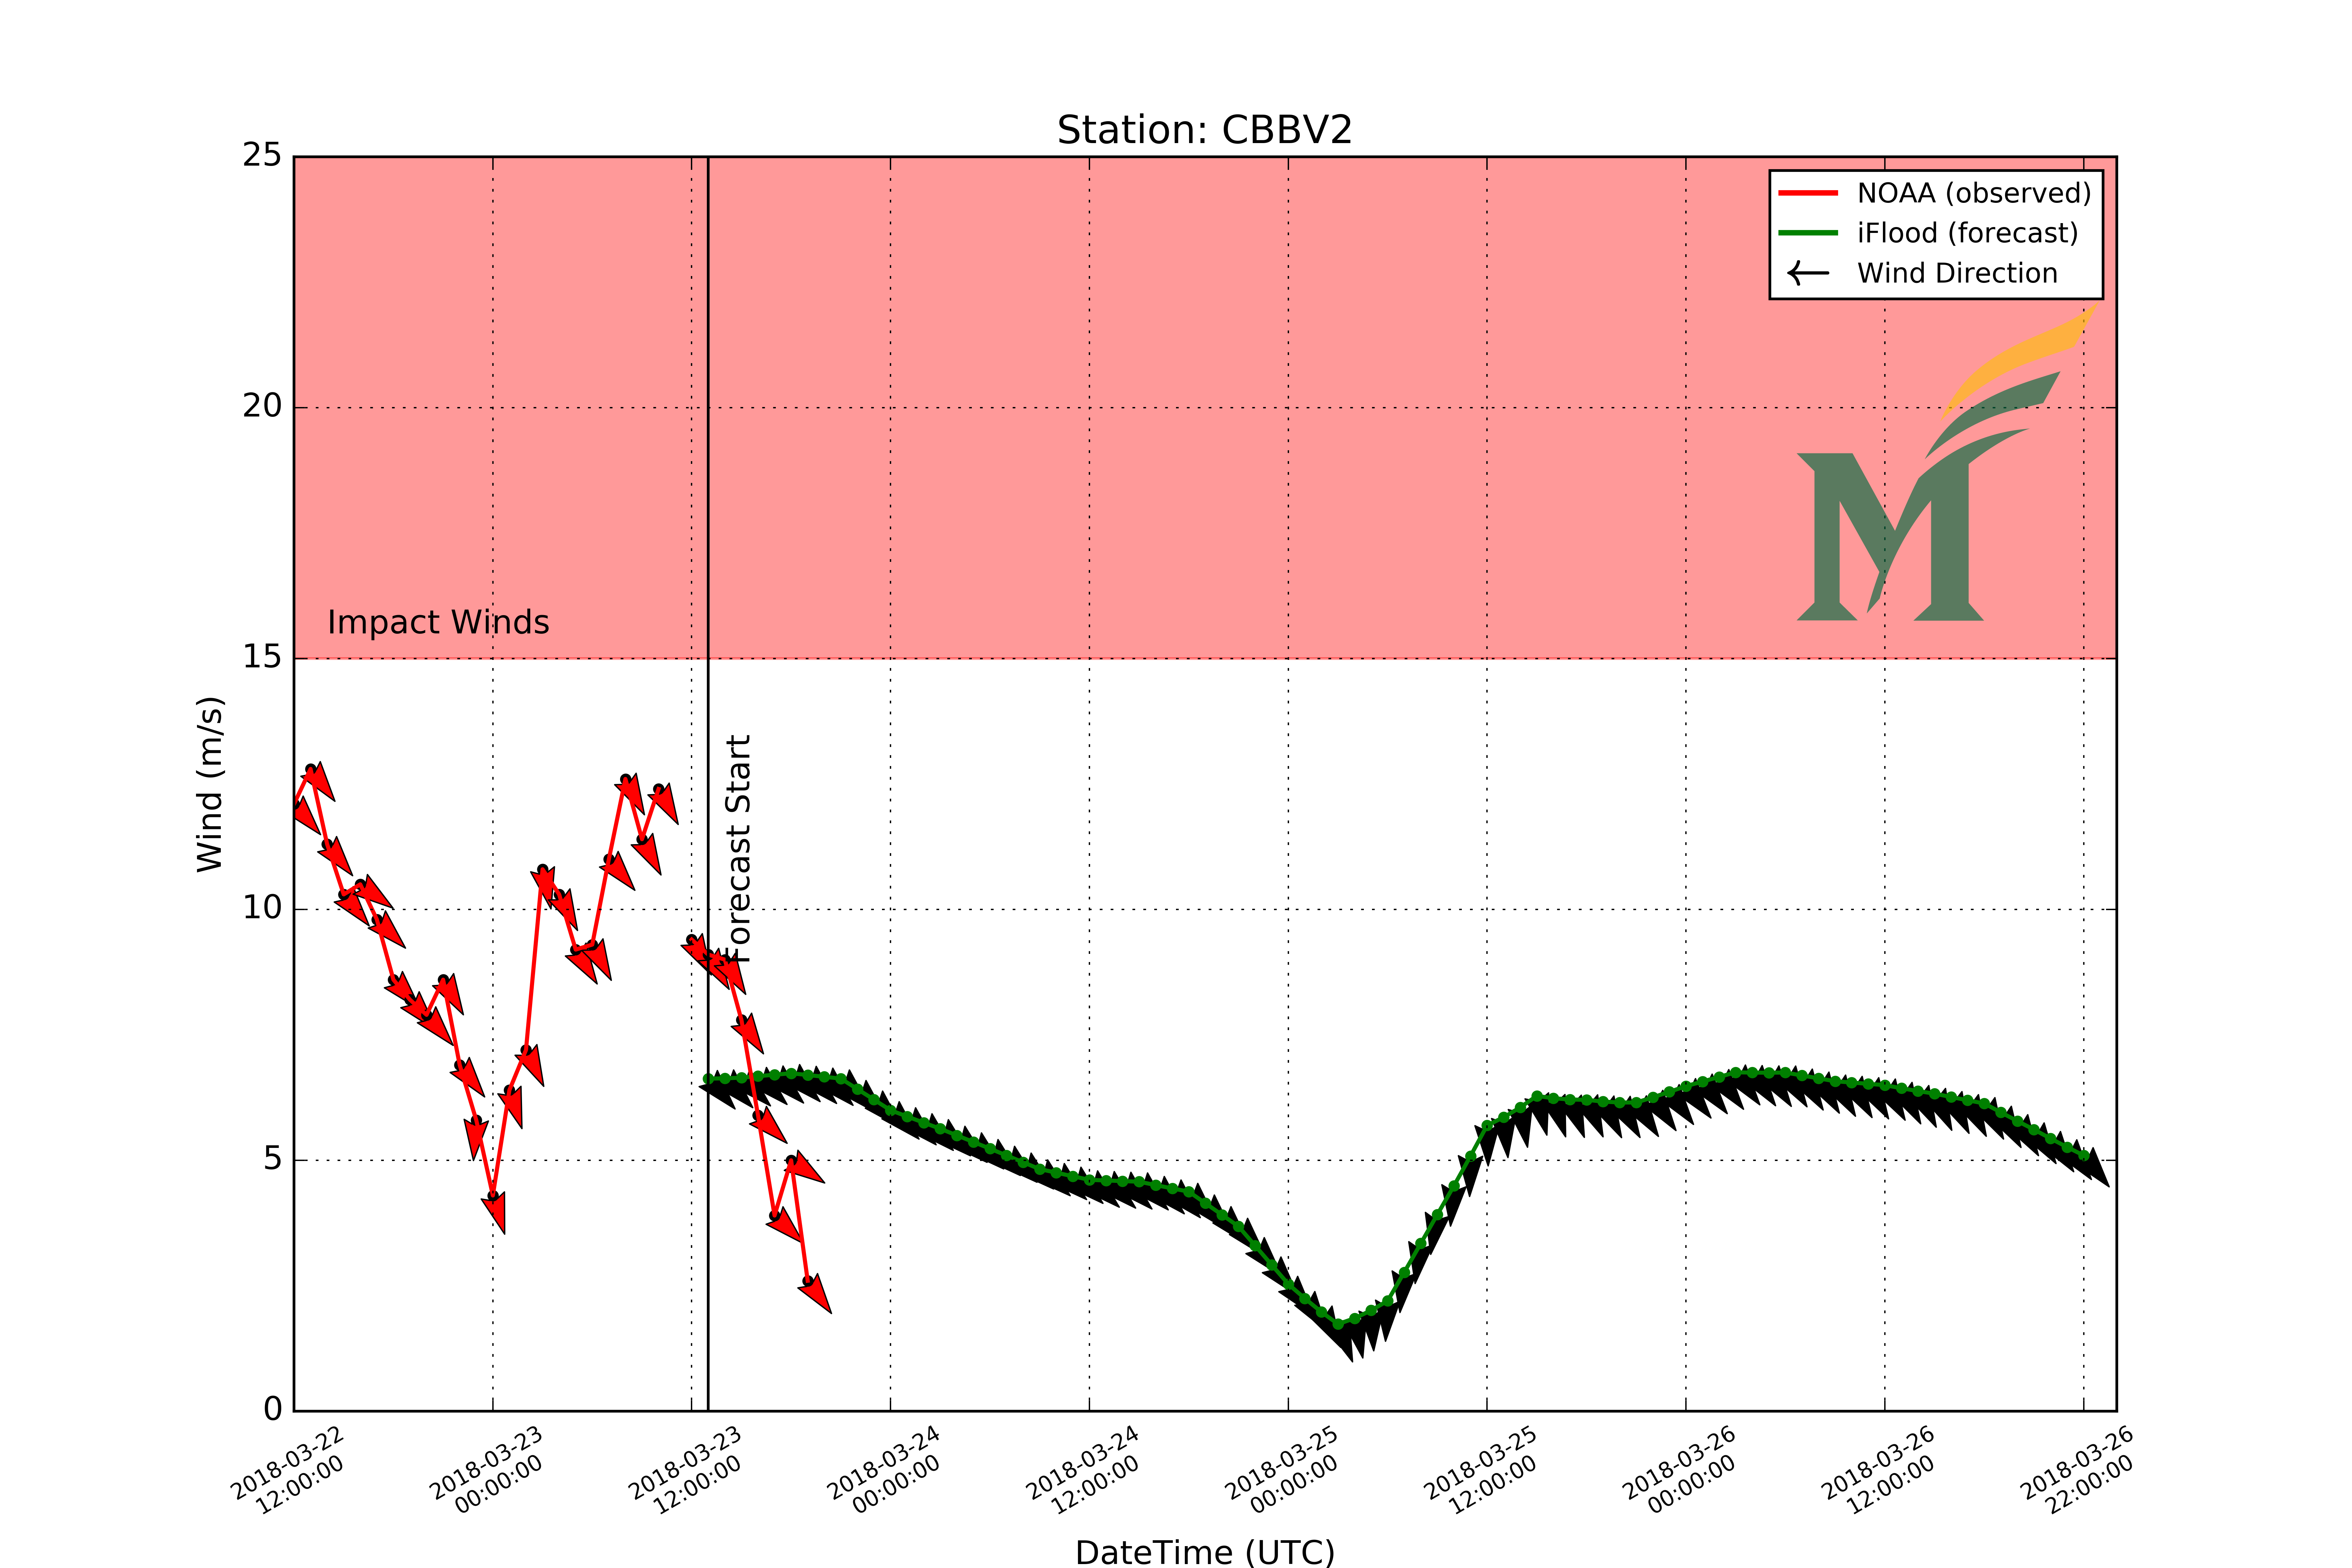 Station: CBBV2
25
20
15
10
5
0
Wind (m/s)
NOAA (observed)
iFlood (forecast)
Wind Direction
Impact Winds
Forecast Start
M
2018-03-22
12:00:00
2018-03-23
00:00:00
2018-03-23
12:00:00
2018-03-24
00:00:00
2018-03-24
12:00:00
2018-03-25
00:00:00
2018-03-25
12:00:00
2018-03-26
00:00:00
2018-03-26
12:00:00
2018-03-26
22:00:00
DateTime (UTC)